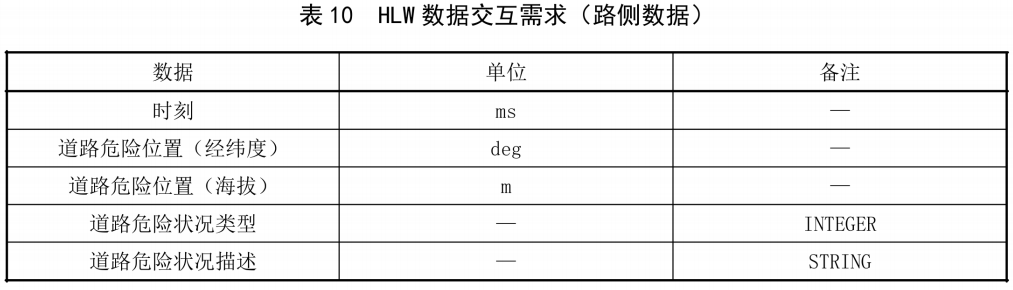 表 10 HLW 数据交互需求（路侧数据）
数据 单位 备注
时刻 ms —
道路危险位置（经纬度） deg —
道路危险位置（海拔） m —
道路危险状况类型 — INTEGER
道路危险状况描述 — STRING